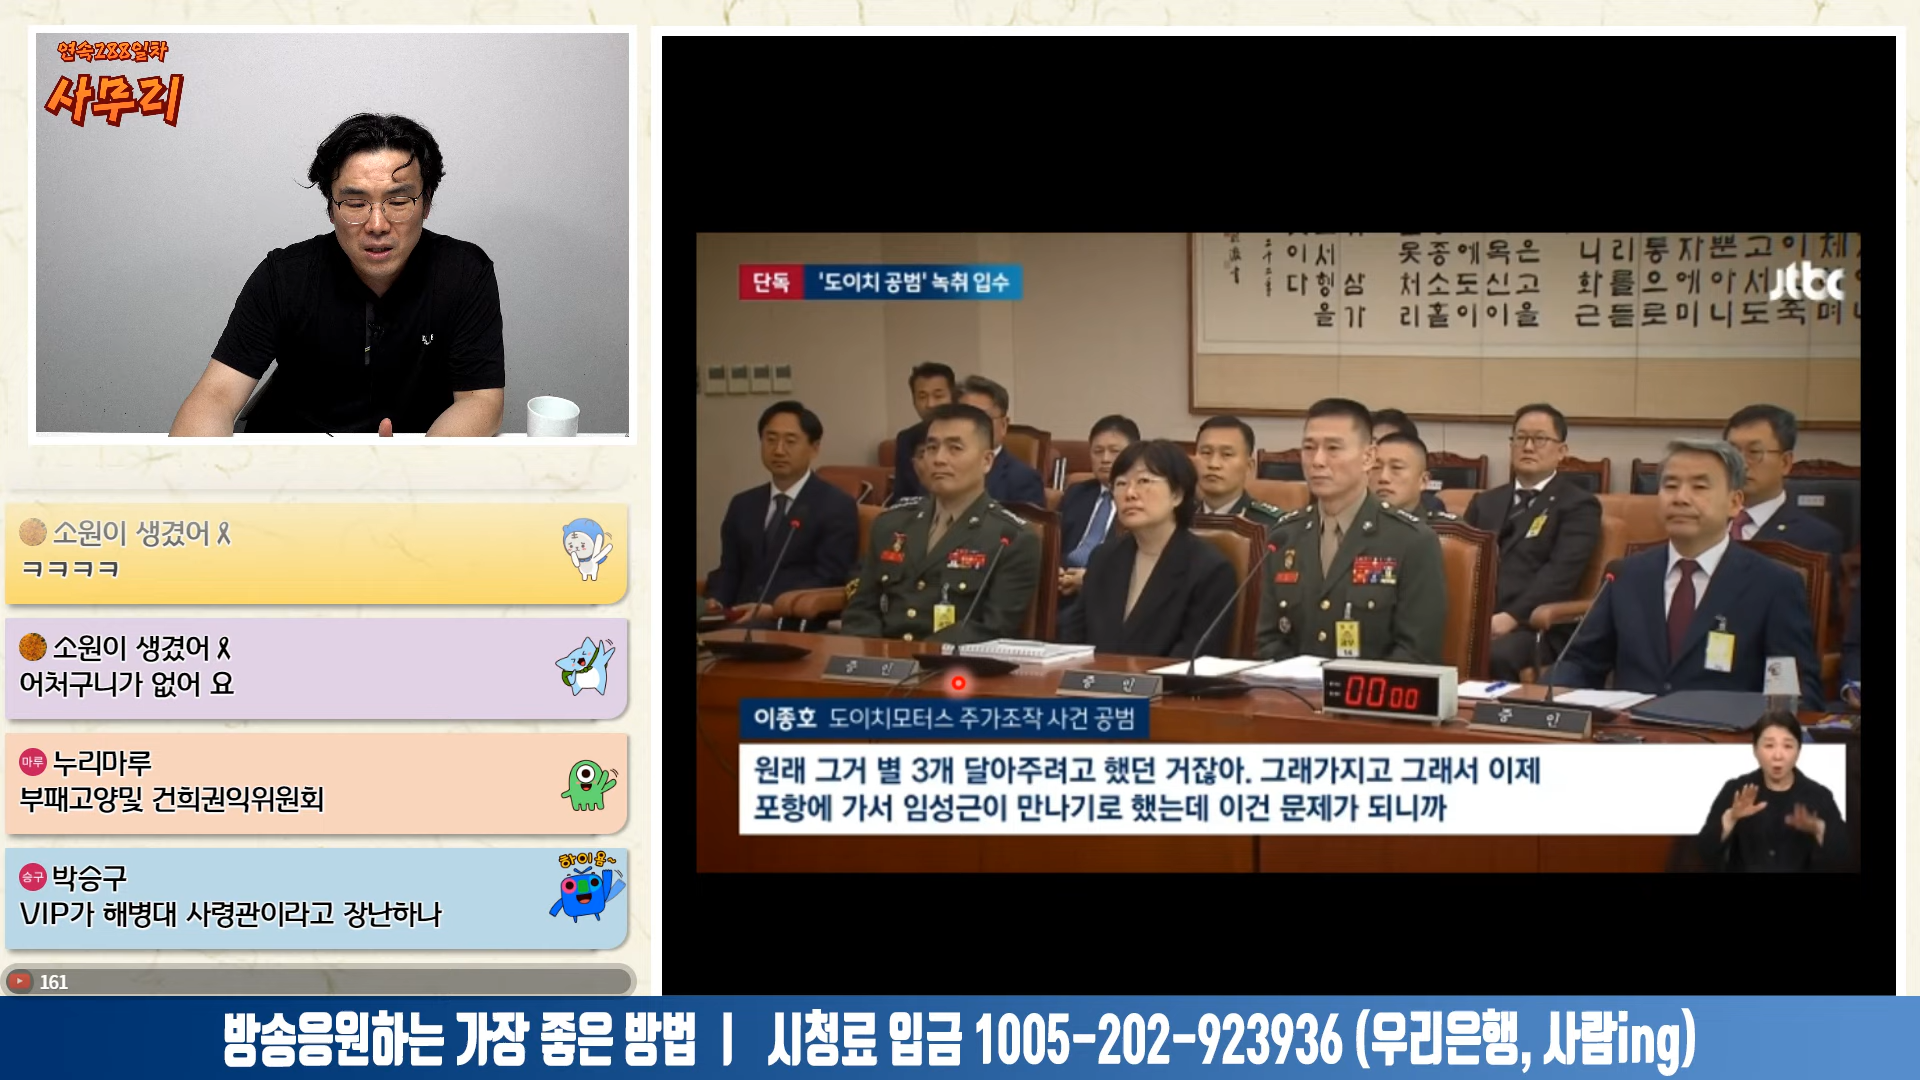 연속288일차
사무리
소원이 생겼어🎗
ㅋㅋㅋㅋ
소원이 생겼어🎗
어처구니가 없어 요
마루 누리마루
부패고양및 건희권익위원회
승구 박승구
VIP가 해병대 사령관이라고 장난하나
하이욤~
161
단독 '도이치 공범' 녹취 입수
jtbc
증 인
증 인
00 00
증 인
이종호 도이치모터스 주가조작 사건 공범
원래 그거 별 3개 달아주려고 했던 거잖아. 그래가지고 그래서 이제
포항에 가서 임성근이 만나기로 했는데 이건 문제가 되니까
방송응원하는 가장 좋은 방법 ㅣ 시청료 입금 1005-202-923936 (우리은행, 사람ing)